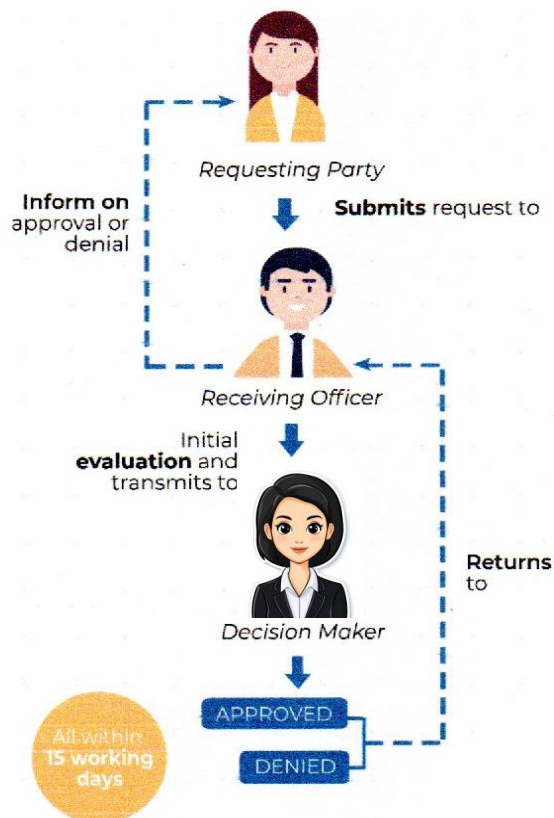 Requesting Party
Inform on
approval or
denial
Submits request to
Receiving Officer
Initial
evaluation and
transmits to
Decision Maker
Returns
to
APPROVED
DENIED
All within
15 working
days